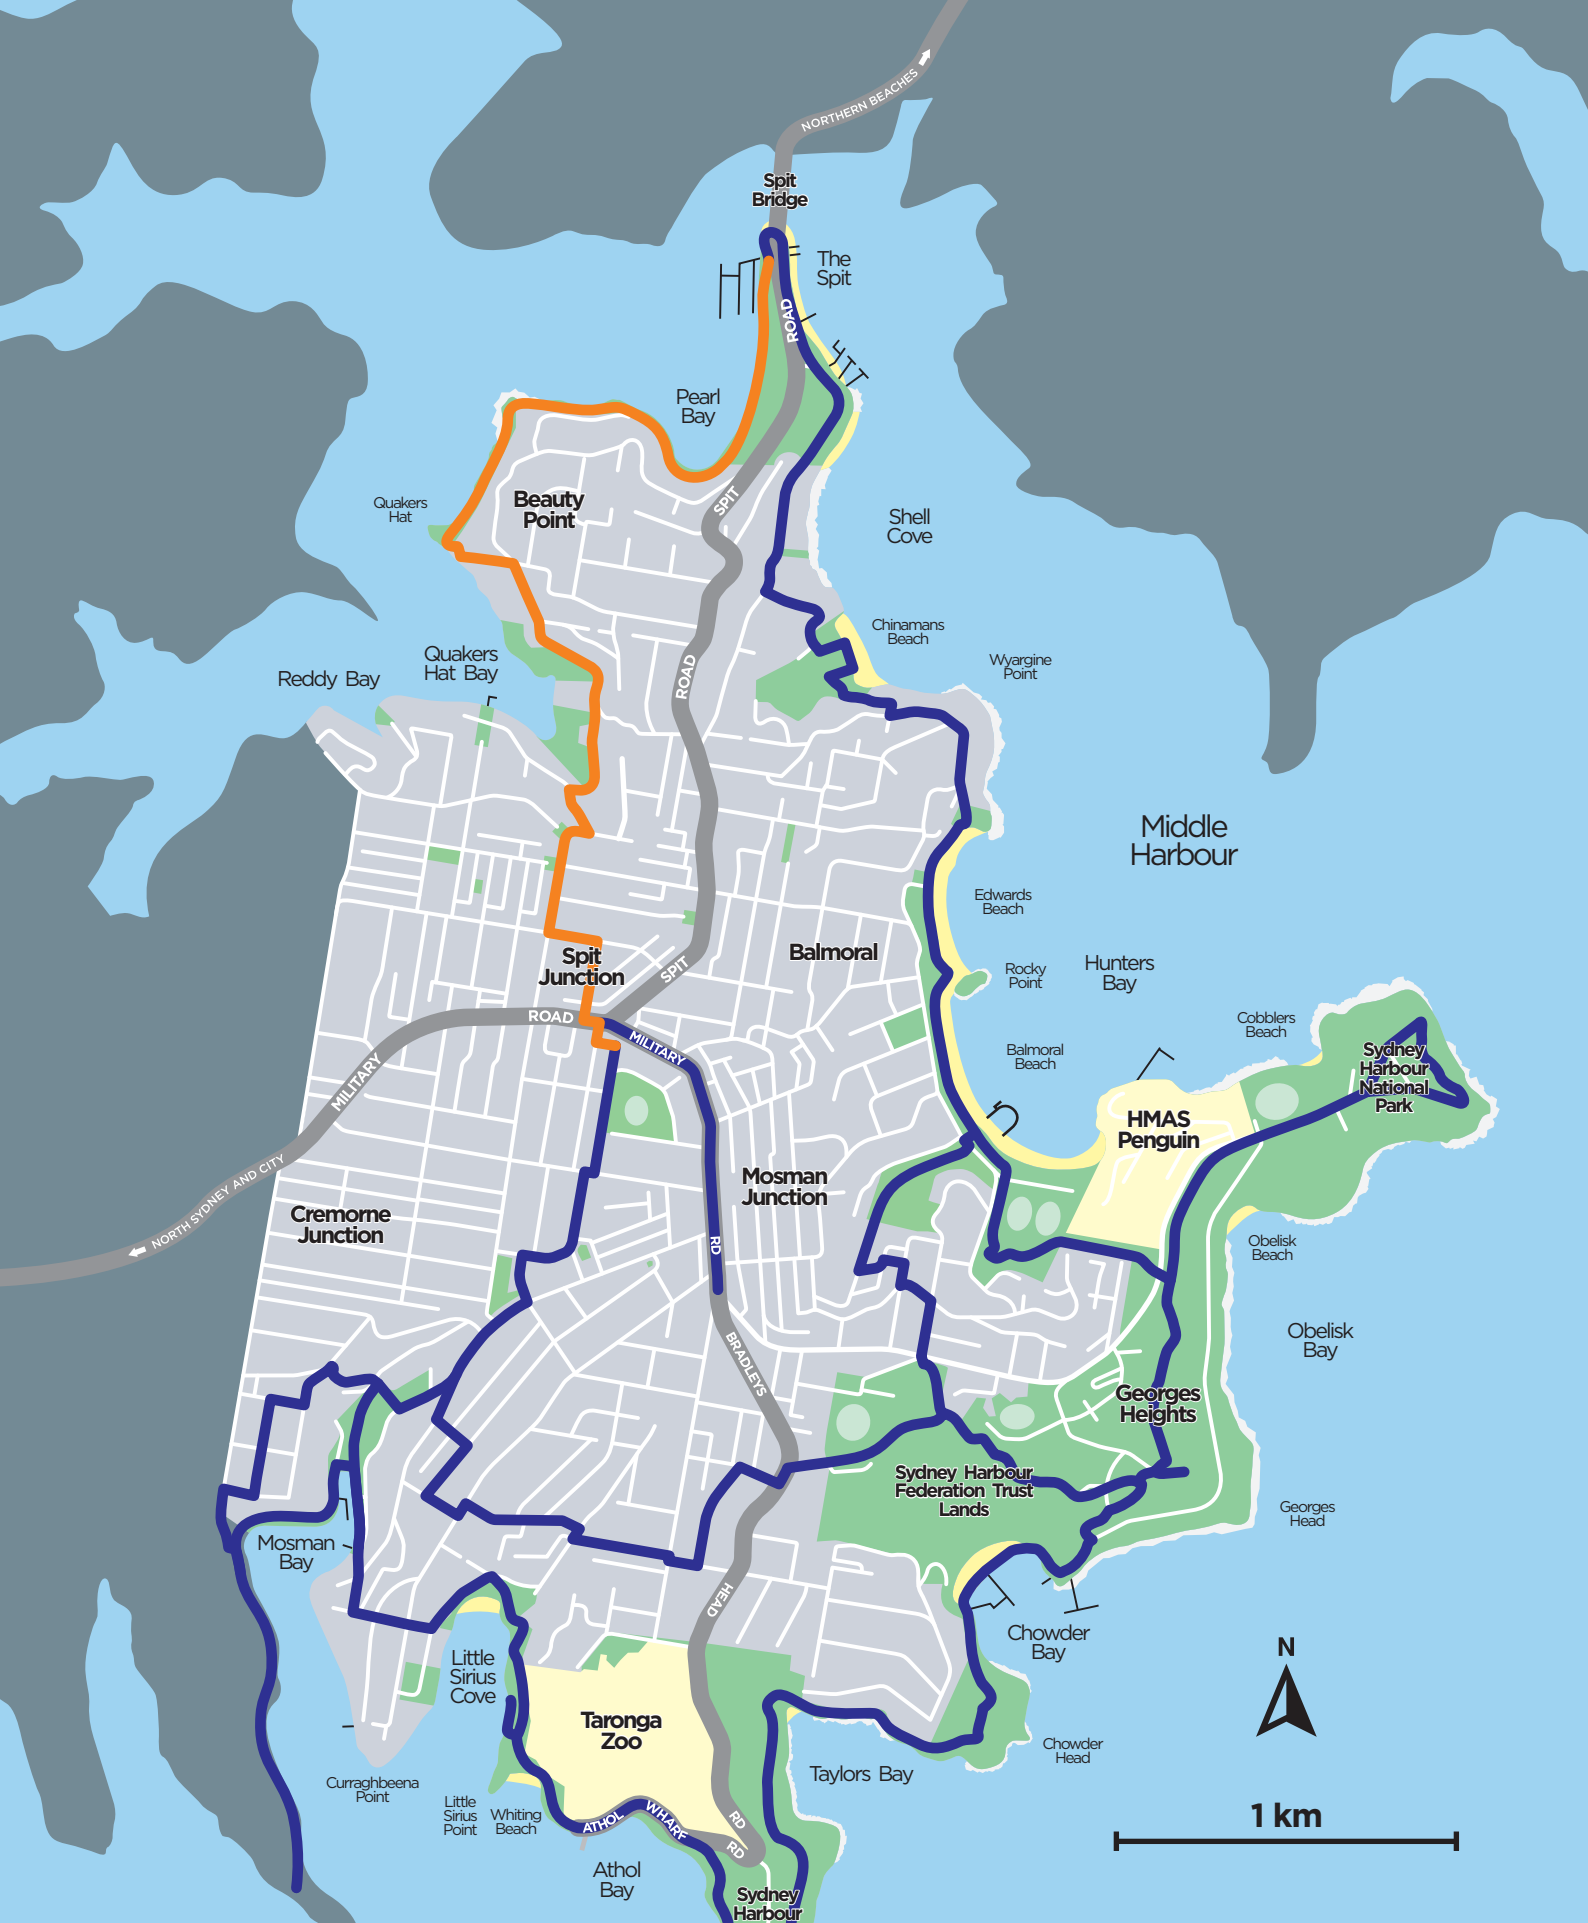 NORTHERN BEACHES
Spit
Bridge
The
Spit
ROAD
Pearl
Bay
Quakers
Hat
Beauty
Point
SPIT
Shell
Cove
Chinamans
Beach
Wyargine
Point
Quakers
Hat Bay
Reddy Bay
ROAD
Middle
Harbour
Edwards
Beach
Balmoral
Spit
Junction
SPIT
Rocky
Point
Hunters
Bay
ROAD
MILITARY
MILITARY
Balmoral
Beach
Cobblers
Beach
Sydney
Harbour
National
Park
HMAS
Penguin
Mosman
Junction
NORTH SYDNEY AND CITY
Cremorne
Junction
RD
Obelisk
Beach
Obelisk
Bay
BRADLEYS
Georges
Heights
Sydney Harbour
Federation Trust
Lands
Georges
Head
Mosman
Bay
HEAD
Chowder
Bay
N
Little
Sirius
Cove
Taronga
Zoo
Chowder
Head
Taylors Bay
Curraghbeena
Point
Little
Sirius
Point
Whiting
Beach
ATHOL
WHARF
RD
RD
1 km
Athol
Bay
Sydney
Harbour